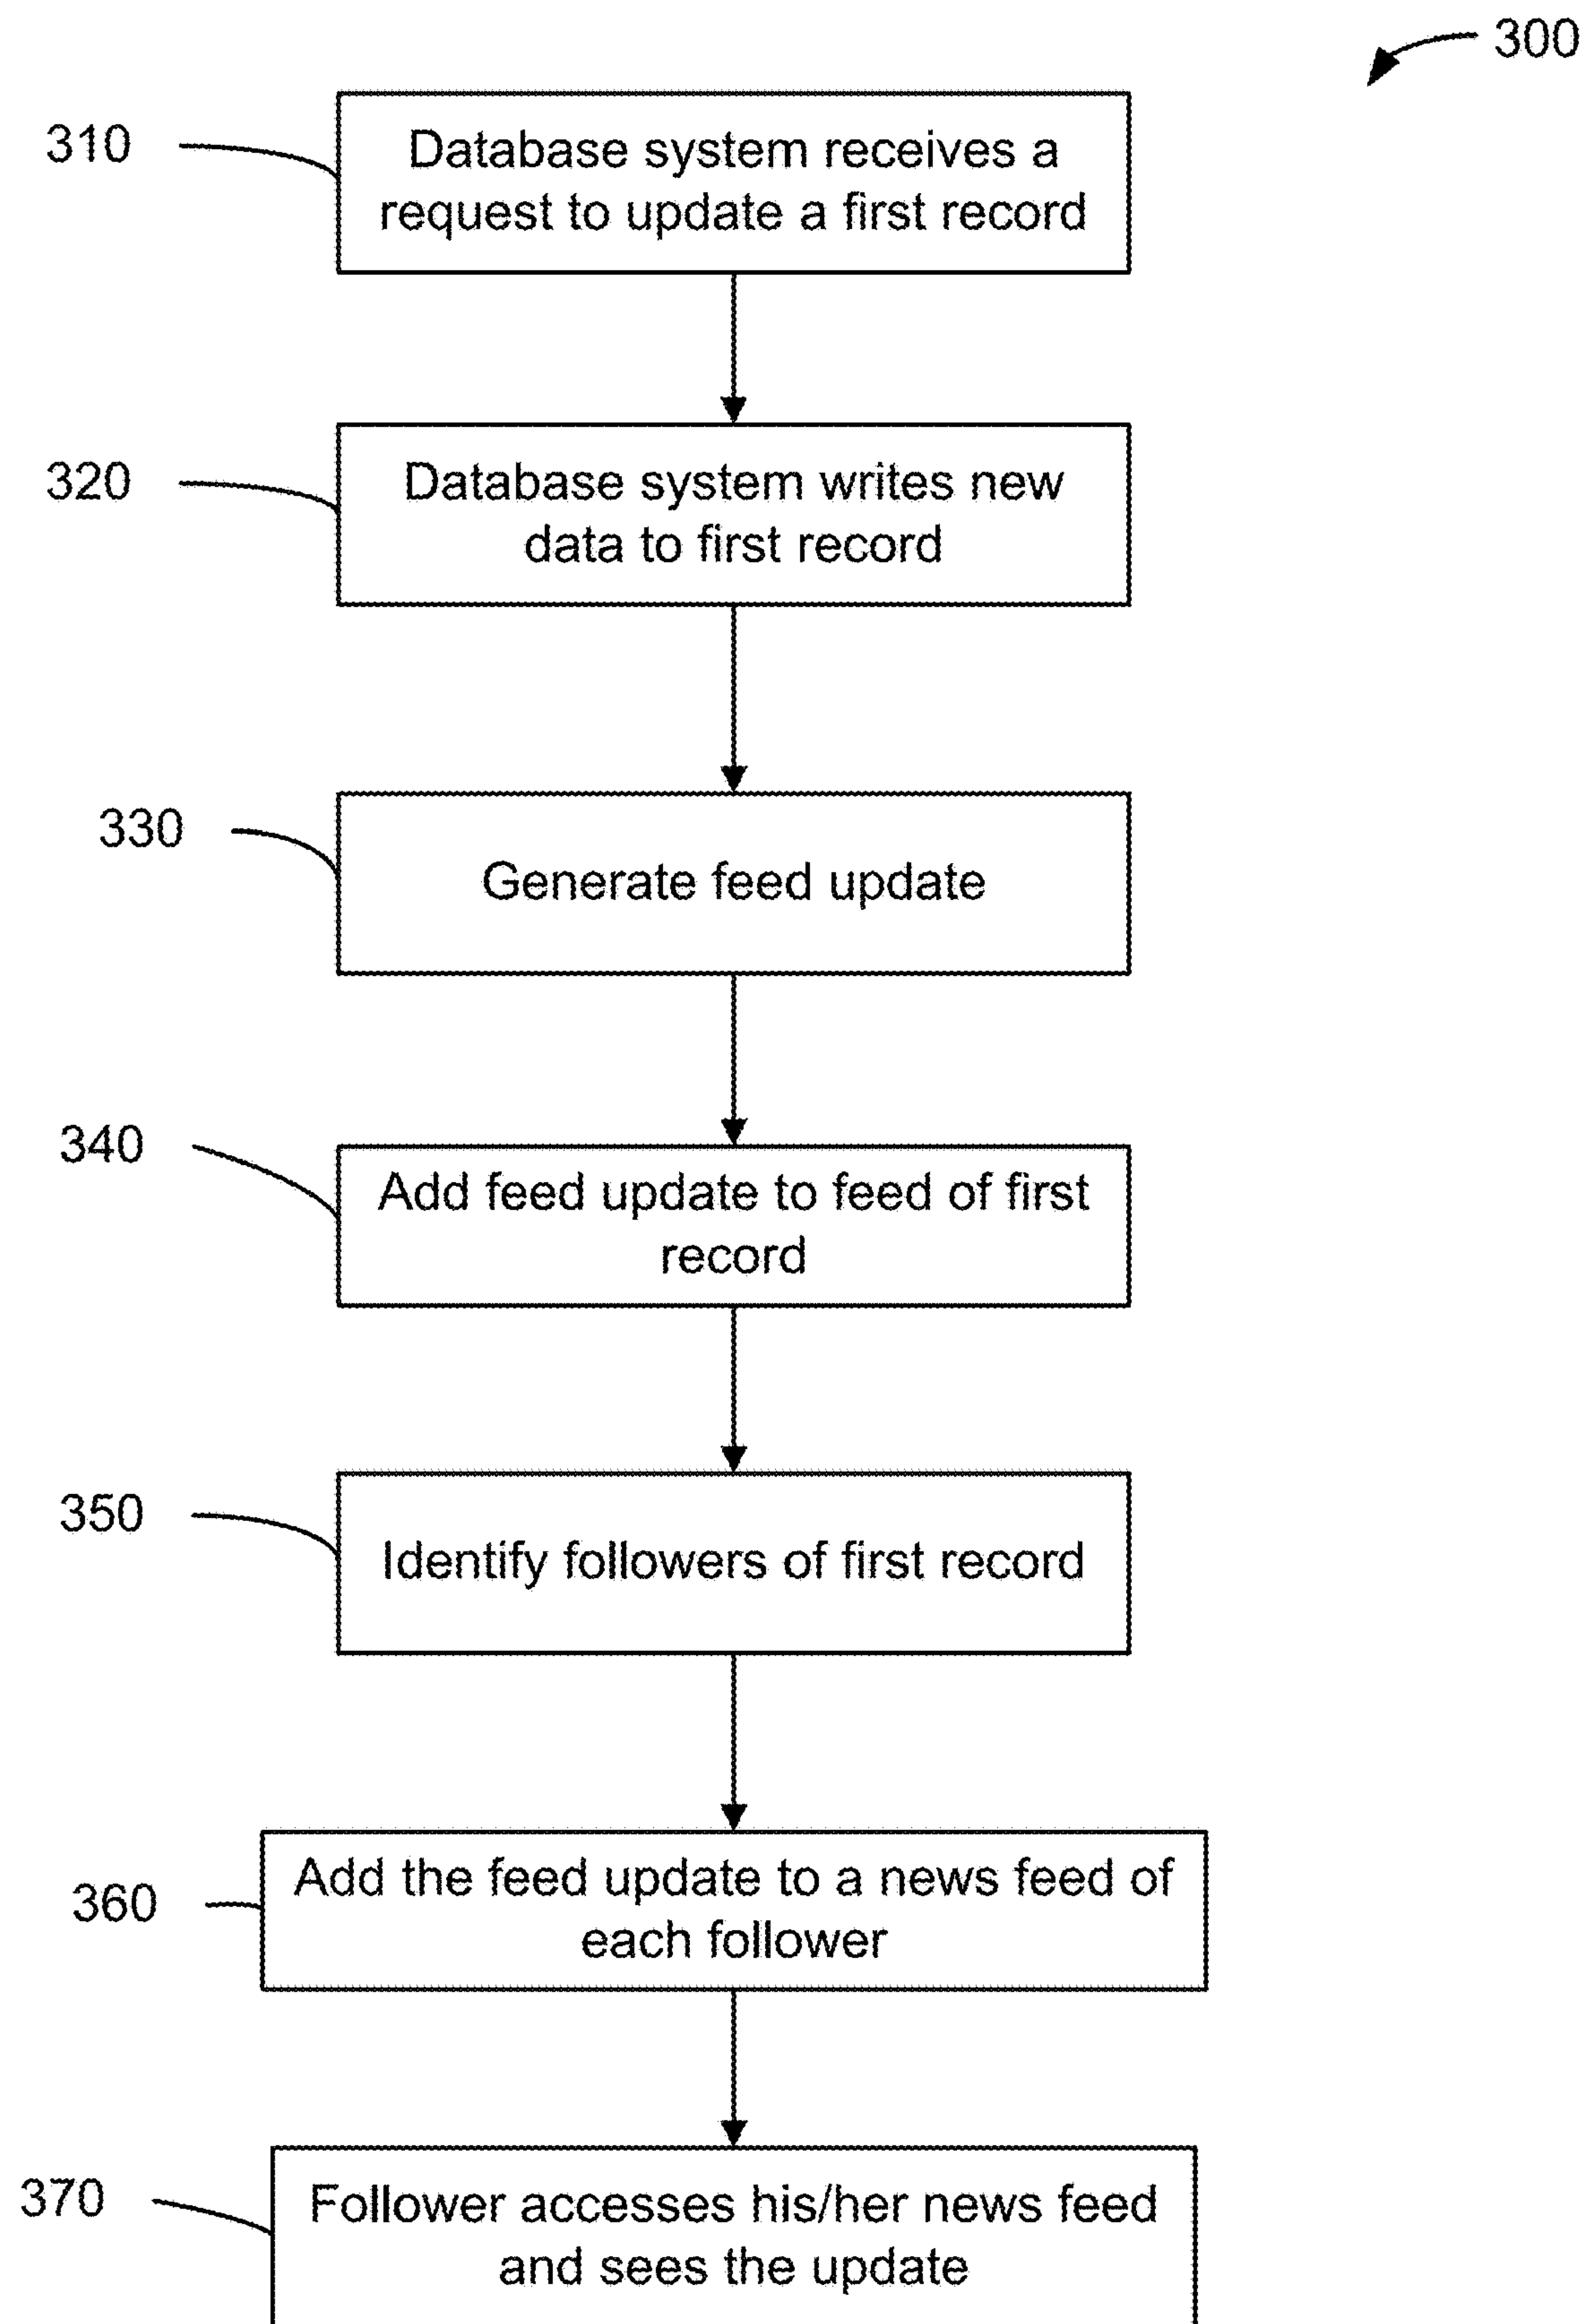 300
310
Database system receives a
request to update a first record
320
Database system writes new
data to first record
330
Generate feed update
340
Add feed update to feed of first
record
350
Identify followers of first record
360
Add the feed update to a news feed of
each follower
370
Follower accesses his/her news feed
and sees the update